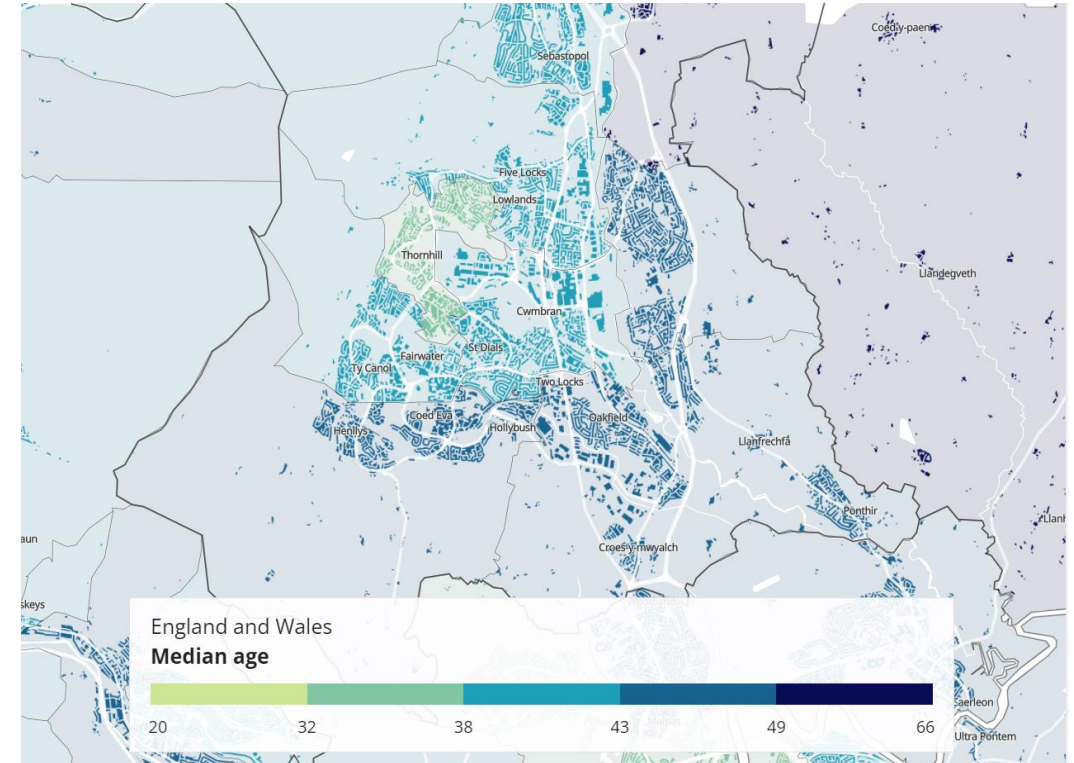 Coed-y-paen
Sebastopol
Five Locks
Lowlands
Thornhill
Llandegveth
Cwmbran
St Dials
Fairwater
Ty Canol
Two Locks
Coed Eva
Oakfield
Hollybush
Henllys
Llanfrechfa
Ponthir
Croes-y-mwyalch
England and Wales
Median age
20 32 38 43 49 66
Malpas
Caerleon
Ultra Pontem